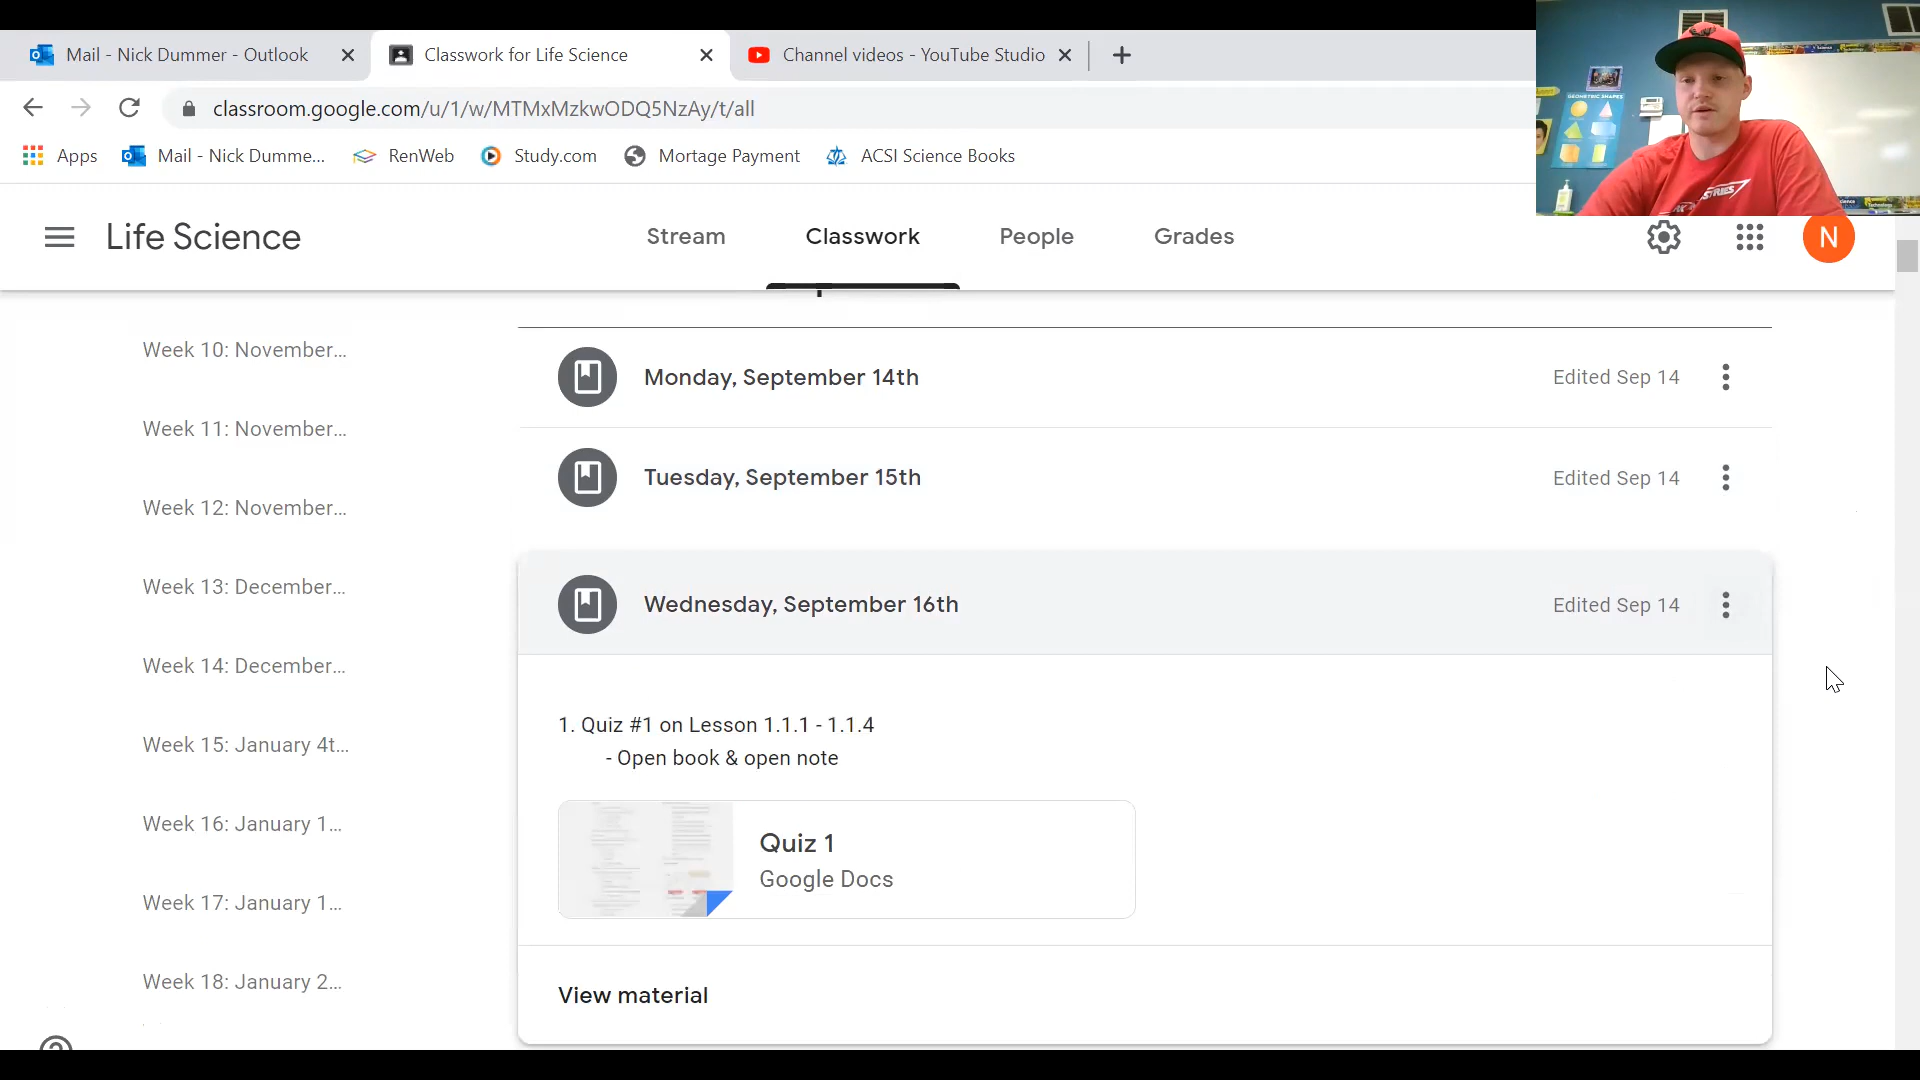 Mail - Nick Dummer - Outlook
Classwork for Life Science
Channel videos - YouTube Studio
classroom.google.com/u/1/w/MTMxMzkwODQ5NzAy/t/all
Apps
Mail - Nick Dumme...
RenWeb
Study.com
Mortage Payment
ACSI Science Books
GEOMETRIC SHAPES
Life Science
Stream
Classwork
People
Grades
N
Week 10: November...
Week 11: November...
Week 12: November...
Week 13: December...
Week 14: December...
Week 15: January 4t...
Week 16: January 1...
Week 17: January 1...
Week 18: January 2...
Monday, September 14th
Edited Sep 14
Tuesday, September 15th
Edited Sep 14
Wednesday, September 16th
Edited Sep 14
1. Quiz #1 on Lesson 1.1.1 - 1.1.4
- Open book & open note
Quiz 1
Google Docs
View material